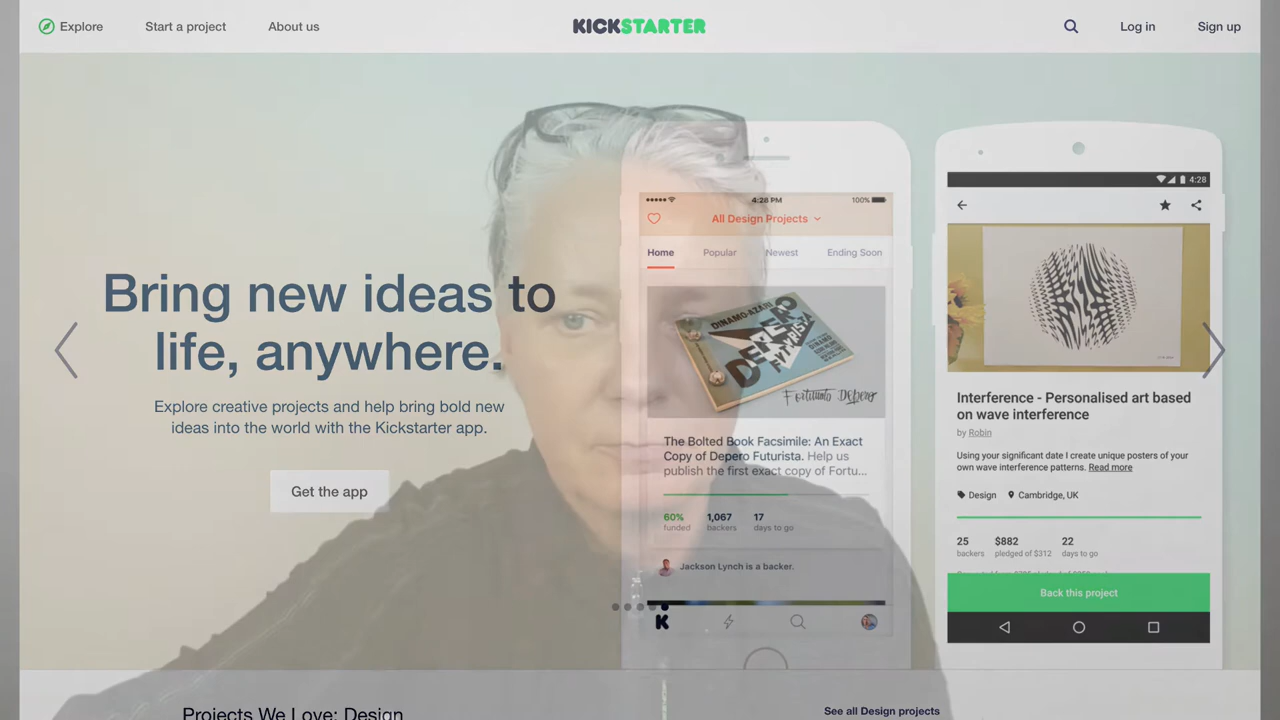 Explore
Start a project
About us
KICKSTARTER
Log in
Sign up
Bring new ideas to
life, anywhere.
Explore creative projects and help bring bold new
ideas into the world with the Kickstarter app.
Get the app
4:28 PM
100%
All Design Projects
Home
Popular
Newest
Ending Soon
DINAMO-AZARI
DEPERO
FUTURISTA
Fortunato Depero
The Bolted Book Facsimile: An Exact
Copy of Depero Futurista. Help us
publish the first exact copy of Fortu...
60%
funded
1,067
backers
17
days to go
Jackson Lynch is a backer.
K
4:28
Interference - Personalised art based
on wave interference
by Robin
Using your significant date I create unique posters of your
own wave interference patterns. Read more
Design
Cambridge, UK
25
backers
$882
pledged of $312
22
days to go
Back this project
Projects We Love: Design
See all Design projects